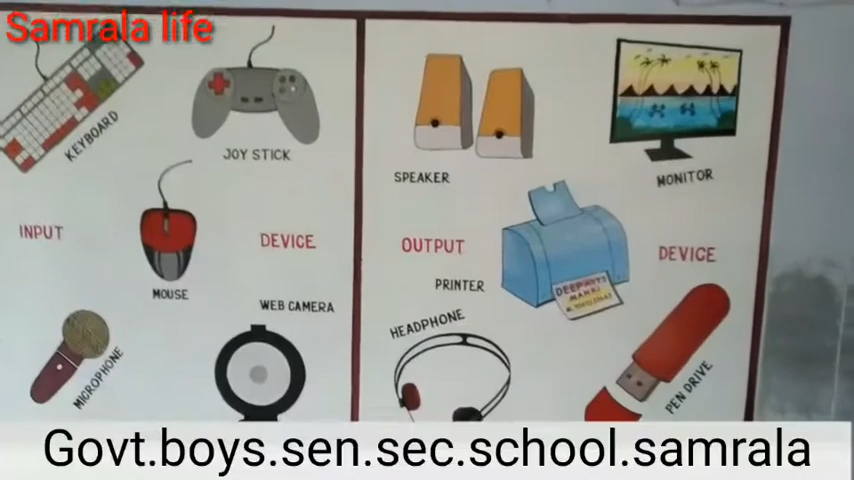 Samrala life
KEYBOARD
JOY STICK
INPUT
DEVICE
MOUSE
WEB CAMERA
MICROPHONE
SPEAKER
MONITOR
OUTPUT
DEVICE
PRINTER
HEADPHONE
PEN DRIVE
Govt.boys.sen.sec.school.samrala